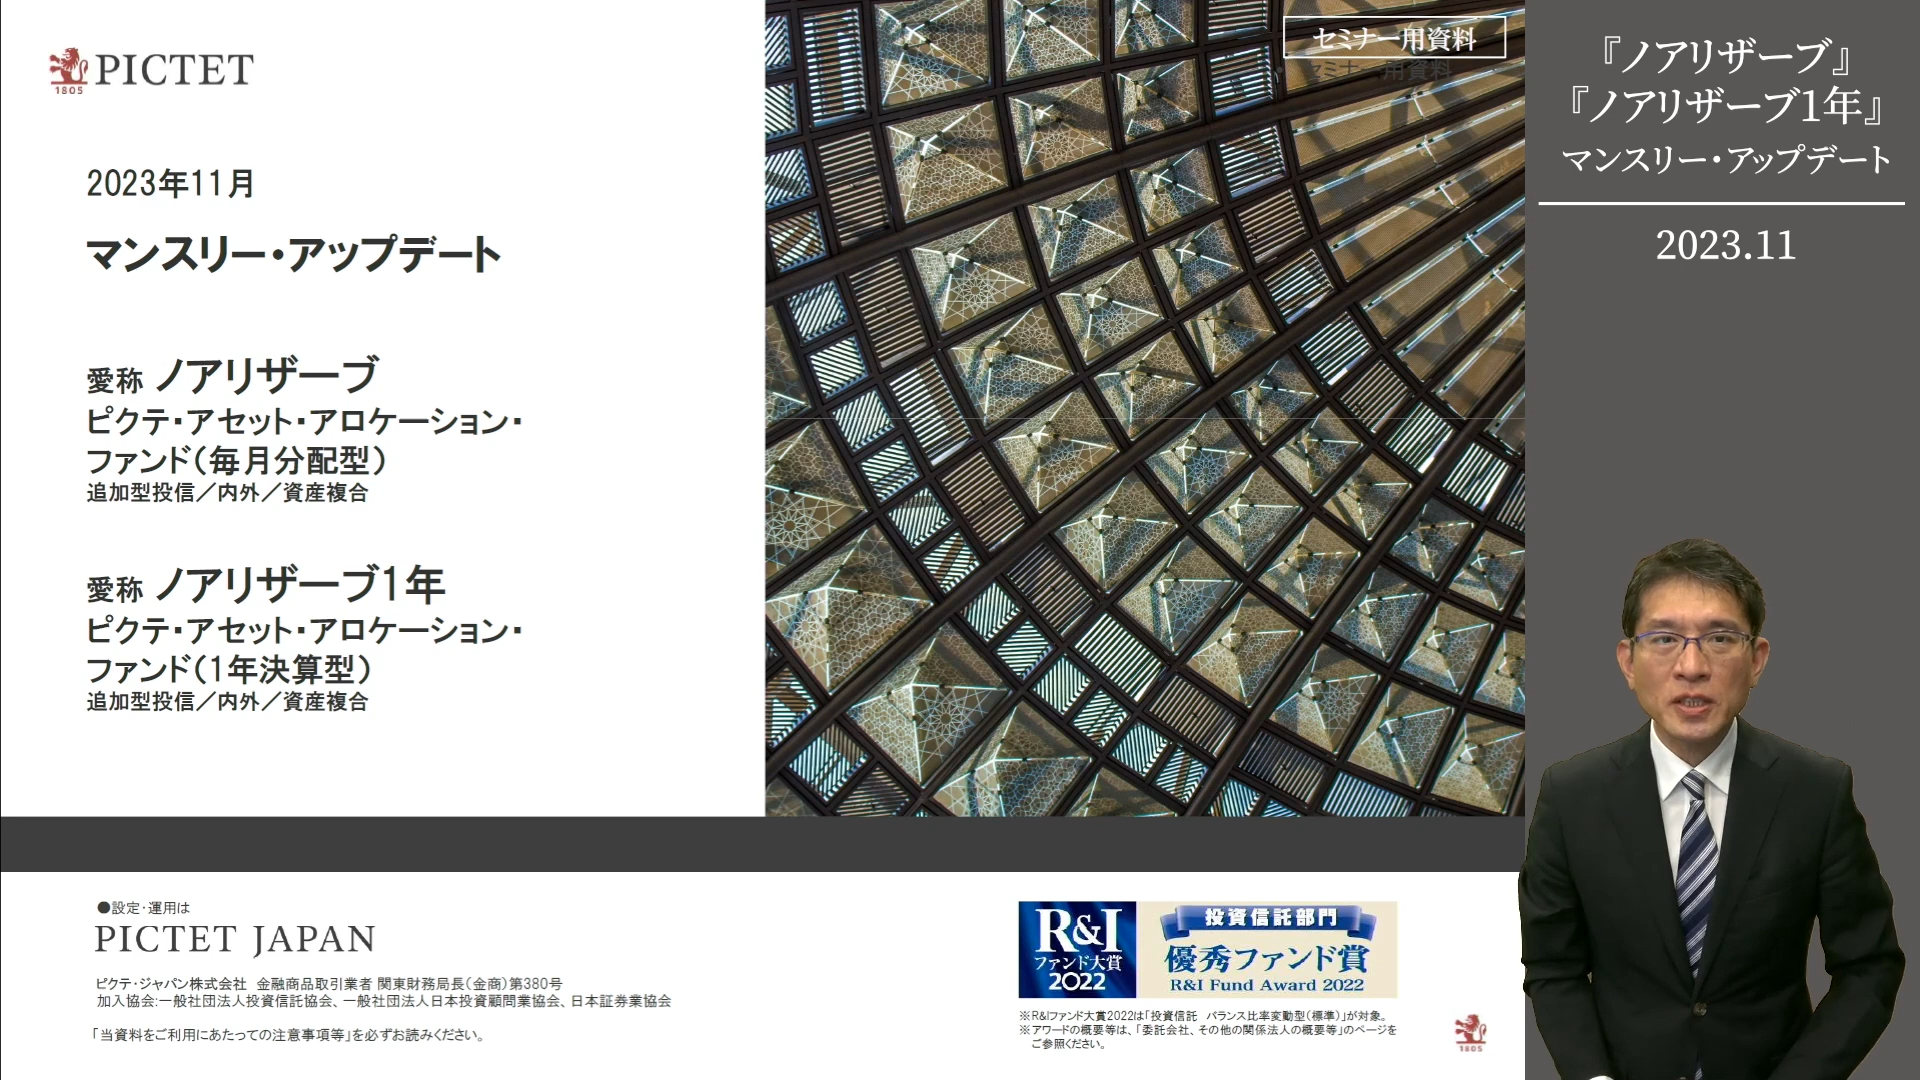 PICTET
1805
2023年11月
マンスリー・アップデート
愛称 ノアリザーブ
ピクテ・アセット・アロケーション・
ファンド(毎月分配型)
追加型投信/内外/資産複合
愛称 ノアリザーブ1年
ピクテ・アセット・アロケーション・
ファンド(1年決算型)
追加型投信/内外/資産複合
セミナー用資料
セミナー用資料
●設定・運用は
PICTET JAPAN
ピクテ・ジャパン株式会社 金融商品取引業者 関東財務局長(金商)第380号
加入協会:一般社団法人投資信託協会、一般社団法人日本投資顧問業協会、日本証券業協会
「当資料をご利用にあたっての注意事項等」を必ずお読みください。
R&I
ファンド大賞
2022
投資信託部門
優秀ファンド賞
R&I Fund Award 2022
※R&Iファンド大賞2022は「投資信託 バランス比率変動型(標準)」が対象。
※アワードの概要等は、「委託会社、その他の関係法人の概要等」のページを
ご参照ください。
1805
『ノアリザーブ』
『ノアリザーブ1年』
マンスリー・アップデート
2023.11